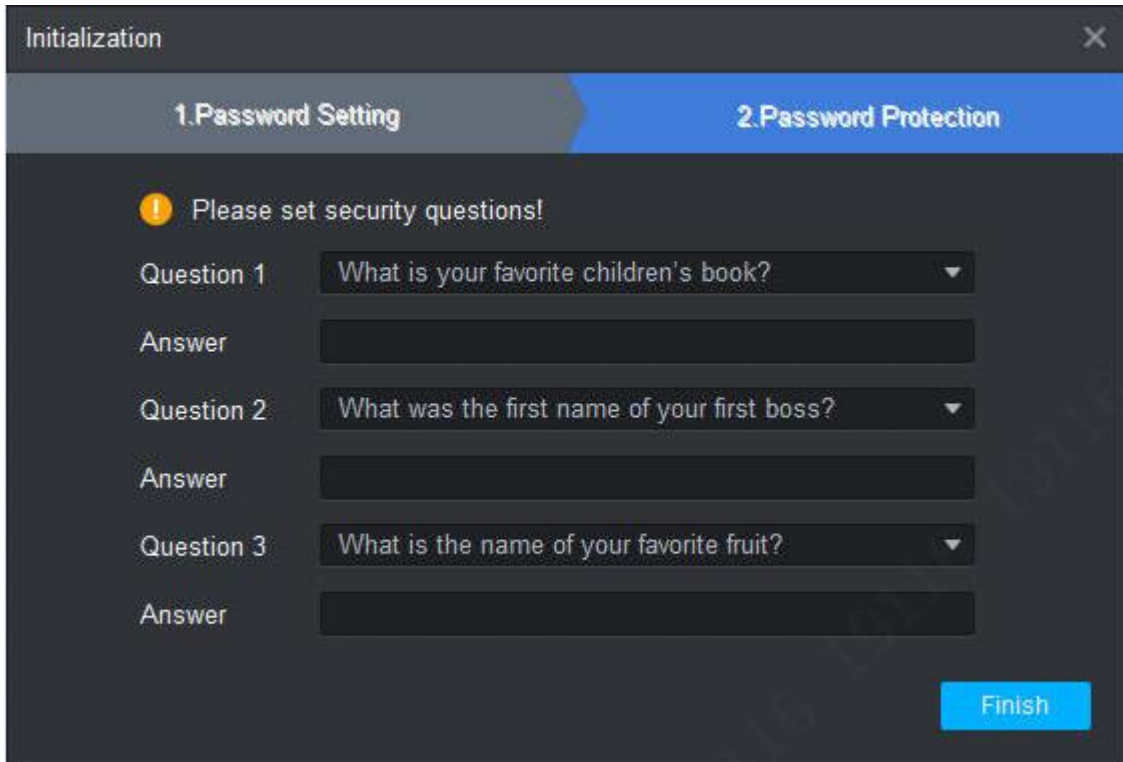 Initialization
1.Password Setting
2.Password Protection
Please set security questions!
Question 1 What is your favorite children's book?
Answer
Question 2 What was the first name of your first boss?
Answer
Question 3 What is the name of your favorite fruit?
Answer
Finish